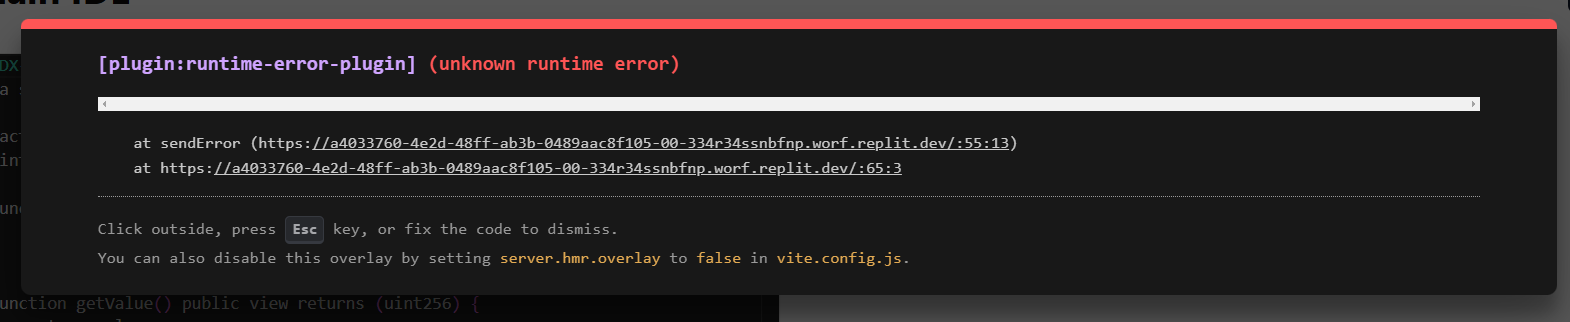 [plugin:runtime-error-plugin] (unknown runtime error)
DX
a
at sendError (https://a4033760-4e2d-48ff-ab3b-0489aac8f105-00-334r34ssnbfnp.worf.replit.dev/:55:13)
at https://a4033760-4e2d-48ff-ab3b-0489aac8f105-00-334r34ssnbfnp.worf.replit.dev/:65:3
Click outside, press Esc key, or fix the code to dismiss.
You can also disable this overlay by setting server.hmr.overlay to false in vite.config.js.
unction getValue() public view returns (uint256) {